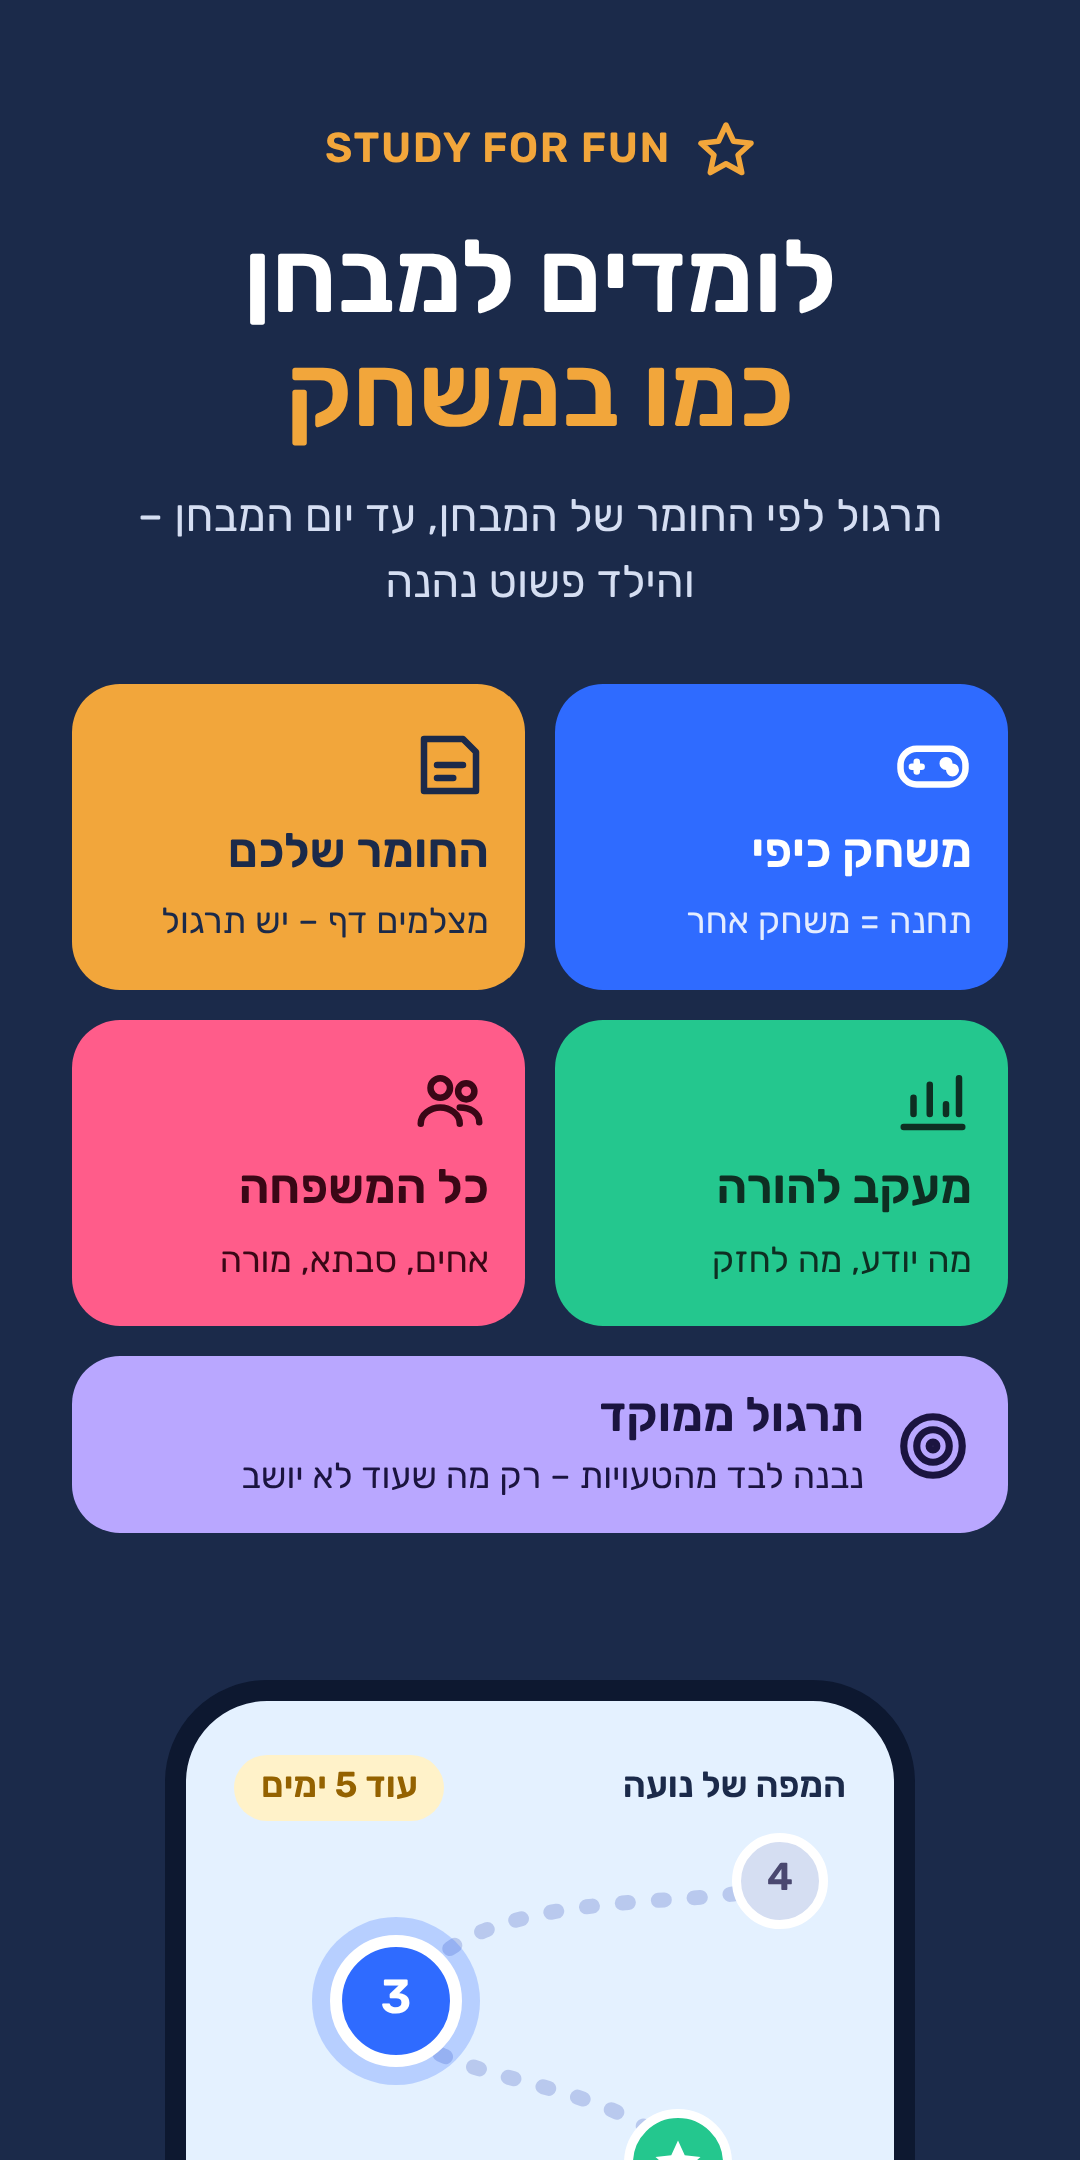 STUDY FOR FUN
לומדים למבחן
כמו במשחק
תרגול לפי החומר של המבחן, עד יום המבחן –
והילד פשוט נהנה
משחק כיפי
תחנה = משחק אחר
החומר שלכם
מצלמים דף – יש תרגול
מעקב להורה
מה יודע, מה לחזק
כל המשפחה
אחים, סבתא, מורה
תרגול ממוקד
נבנה לבד מהטעויות – רק מה שעוד לא יושב
המפה של נועה
עוד 5 ימים
4
3